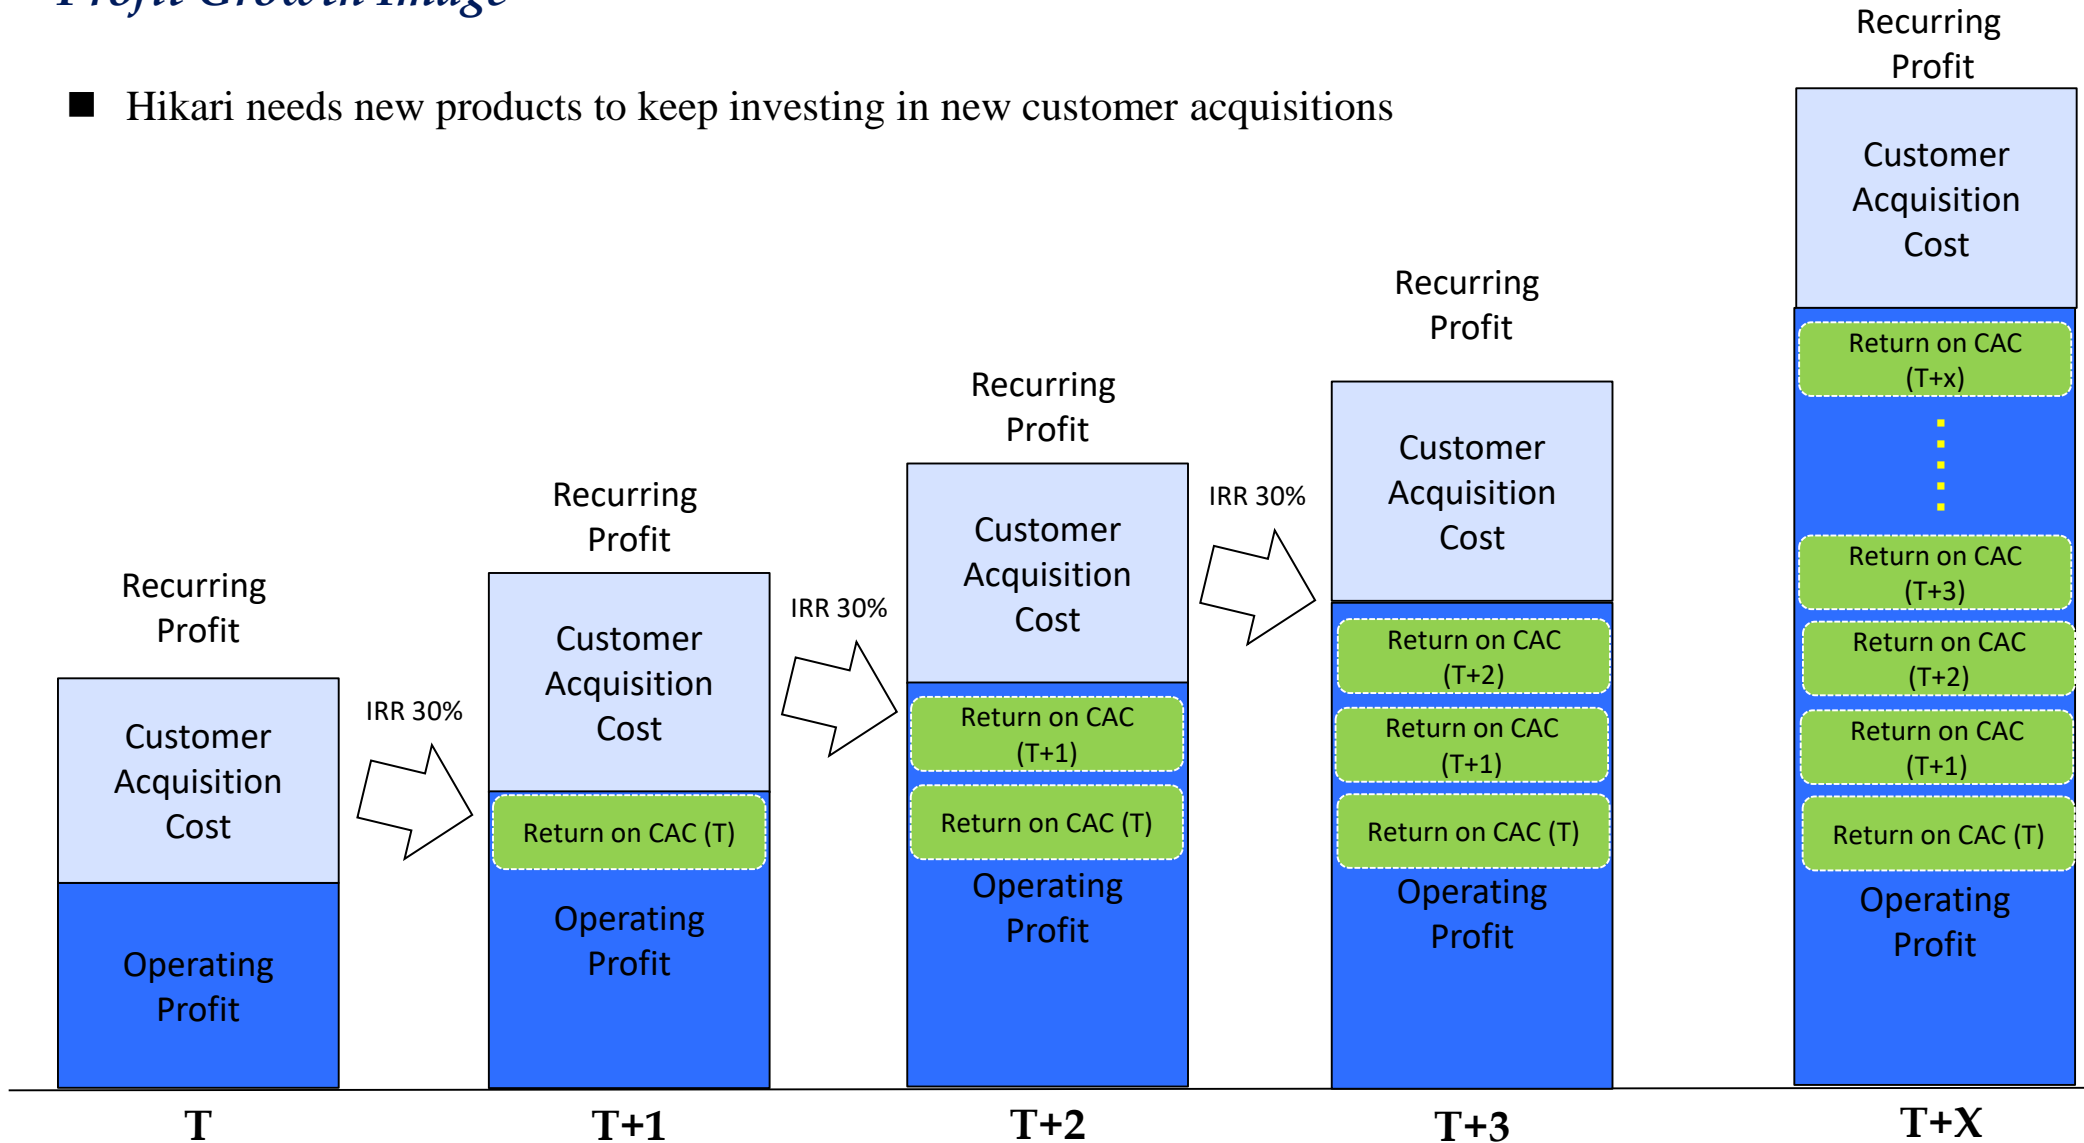 Profit Growth Image
■ Hikari needs new products to keep investing in new customer acquisitions
Recurring
Profit
Customer
Acquisition
Cost
Operating
Profit
T
IRR 30%
Recurring
Profit
Customer
Acquisition
Cost
Return on CAC (T)
Operating
Profit
T+1
IRR 30%
Recurring
Profit
Customer
Acquisition
Cost
Return on CAC
(T+1)
Return on CAC (T)
Operating
Profit
T+2
IRR 30%
Recurring
Profit
Customer
Acquisition
Cost
Return on CAC
(T+2)
Return on CAC
(T+1)
Return on CAC (T)
Operating
Profit
T+3
Recurring
Profit
Customer
Acquisition
Cost
Return on CAC
(T+x)
Return on CAC
(T+3)
Return on CAC
(T+2)
Return on CAC
(T+1)
Return on CAC (T)
Operating
Profit
T+X